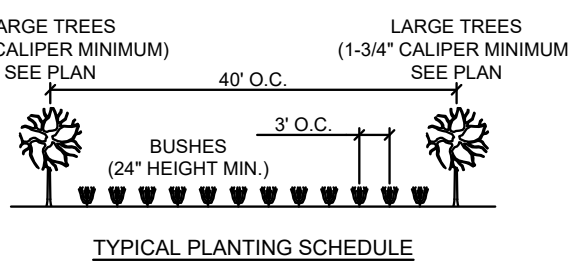 ARGE TREES
CALIPER MINIMUM)
SEE PLAN
LARGE TREES
(1-3/4" CALIPER MINIMUM
SEE PLAN
40' O.C.
3' O.C.
BUSHES
(24" HEIGHT MIN.)
TYPICAL PLANTING SCHEDULE